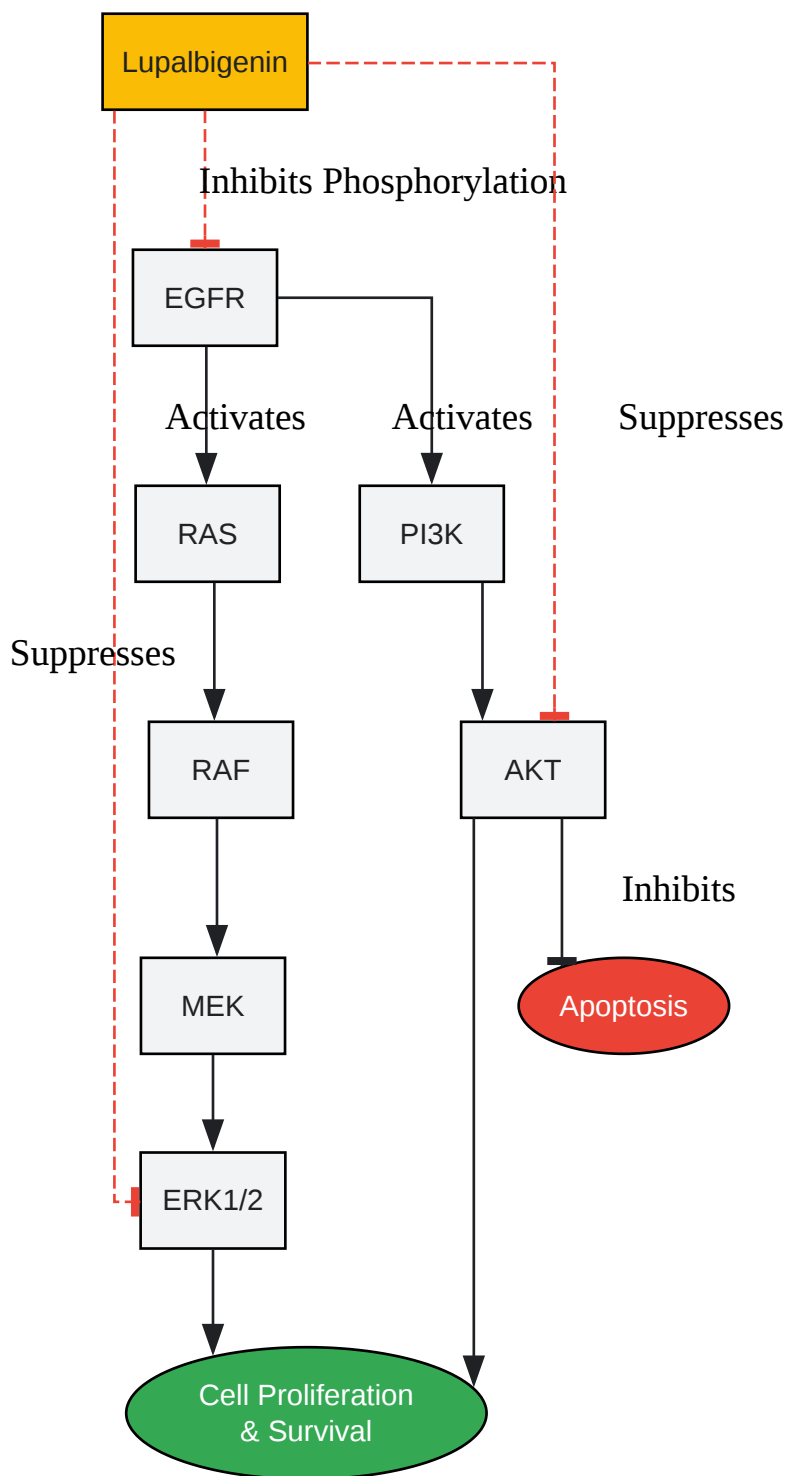 Lupalbigenin
Inhibits Phosphorylation
EGFR
Activates
Activates
Suppresses
RAS
PI3K
Suppresses
RAF
AKT
Inhibits
MEK
Apoptosis
ERK1/2
Cell Proliferation
& Survival